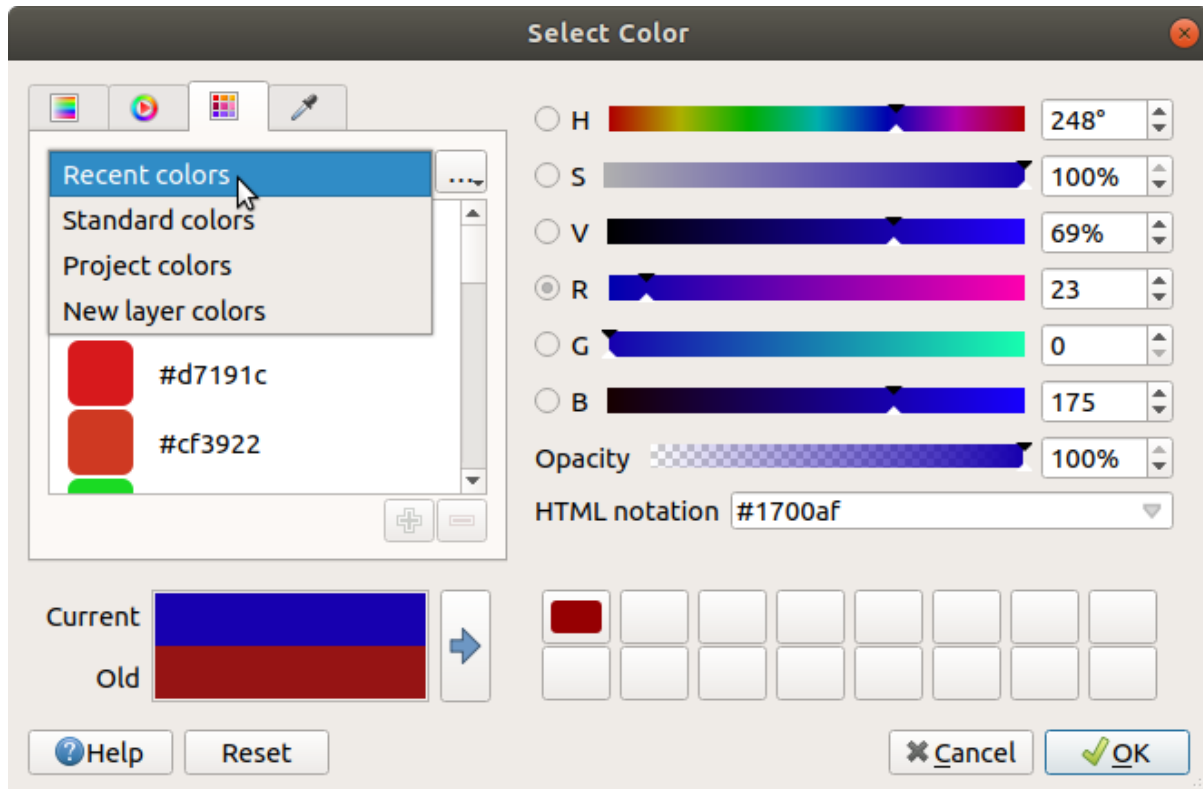 Select Color
Recent colors
...
Standard colors
Project colors
New layer colors
#d7191c
#cf3922
H 248°
S 100%
V 69%
R 23
G 0
B 175
Opacity 100%
HTML notation #1700af
Current
Old
Help Reset Cancel OK